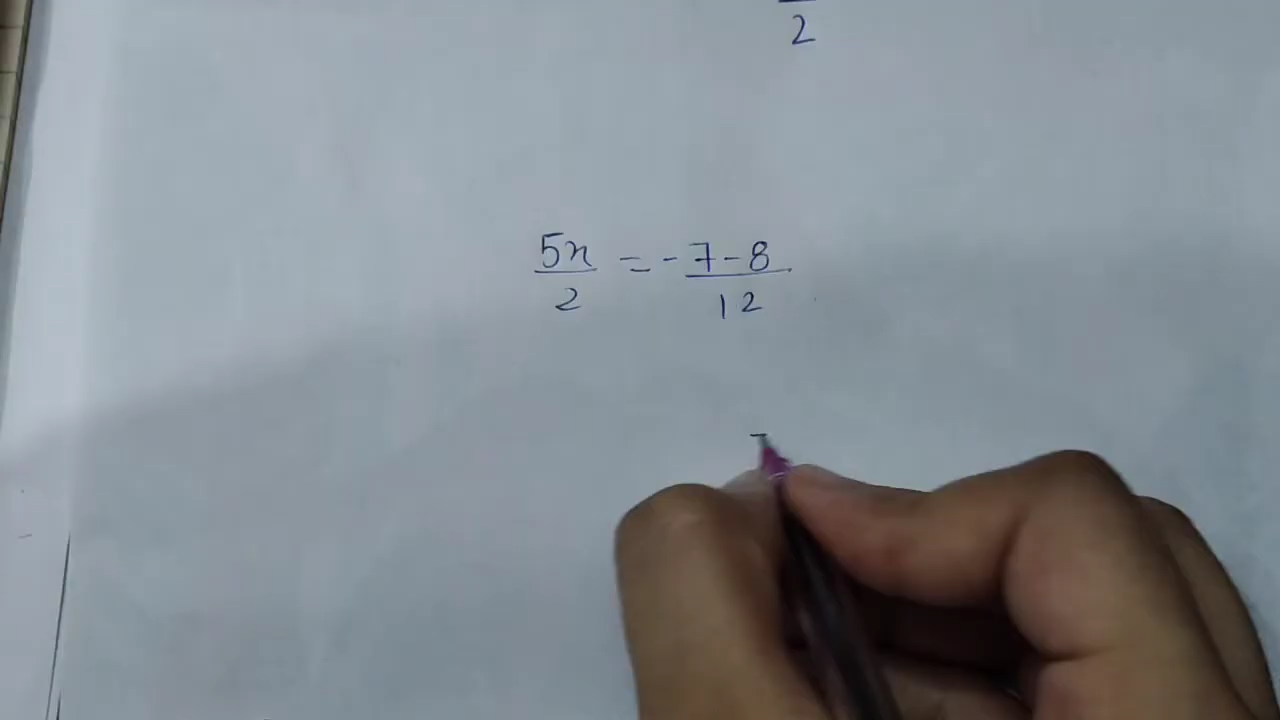 2
5x/2 = -7-8/12
-